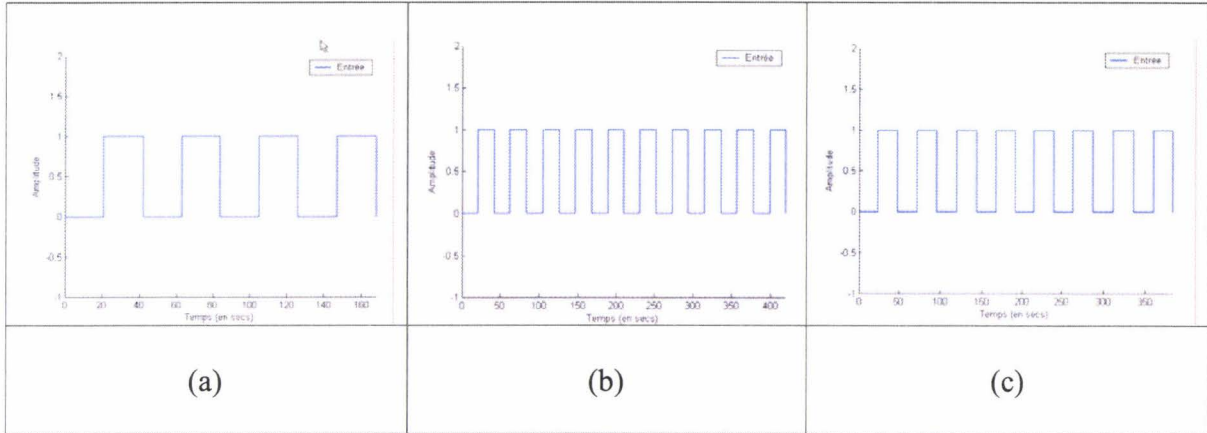 2
Entrée
1.5
1
Amplitude
0.5
0
-0.5
-1
0 20 40 60 80 100 120 140 160
Temps (en secs)
2
Entrée
1.5
1
Amplitude
0.5
0
-0.5
-1
0 50 100 150 200 250 300 350 400
Temps (en secs)
2
Entrée
1.5
1
Amplitude
0.5
0
-0.5
-1
0 50 100 150 200 250 300 350
Temps (en secs)
(a)
(b)
(c)